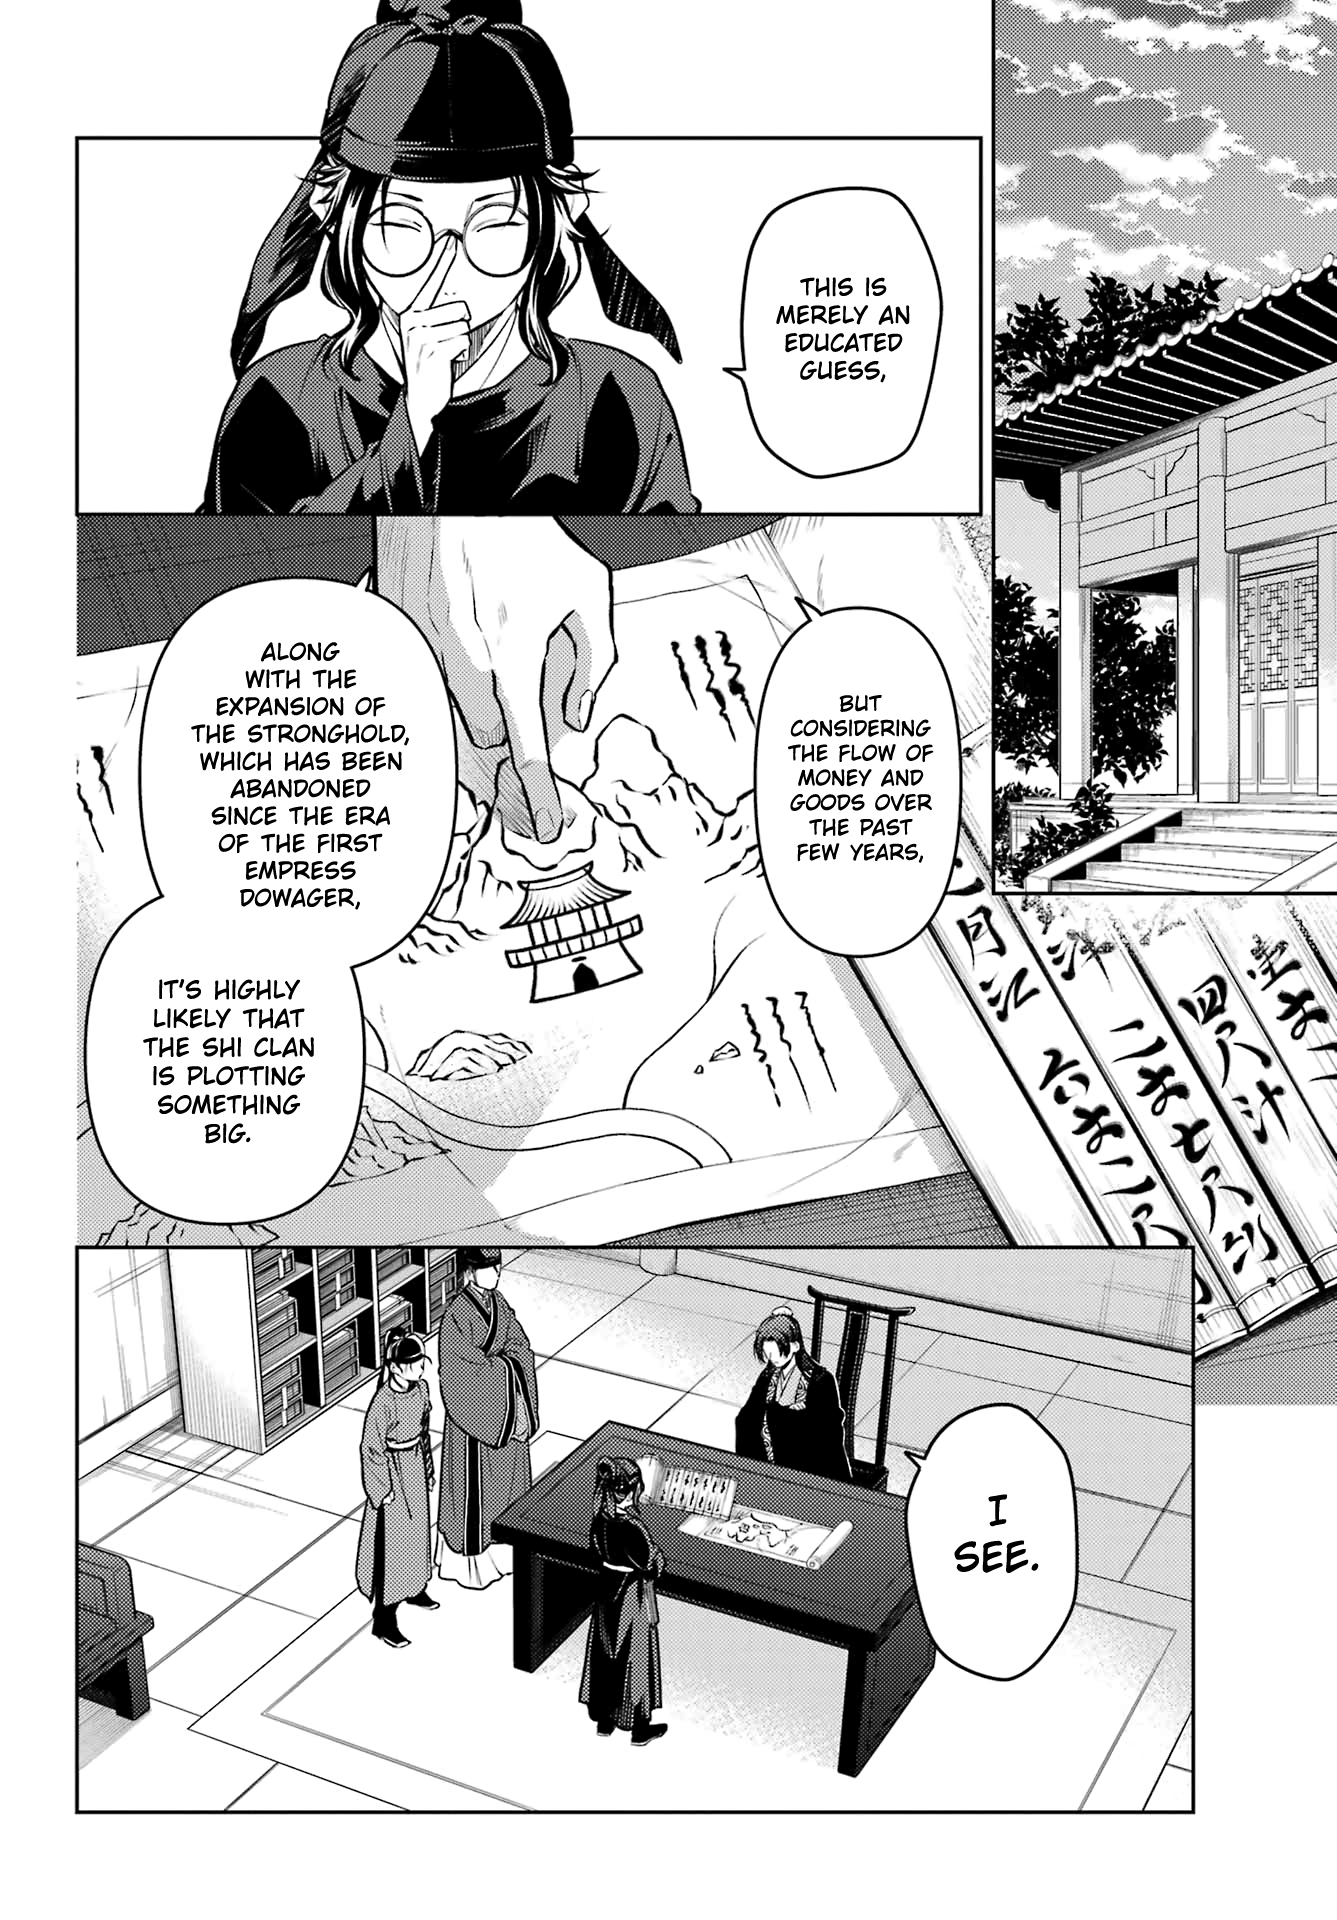 THIS IS
MERELY AN
EDUCATED
GUESS,
BUT
CONSIDERING
THE FLOW OF
MONEY AND
GOODS OVER
THE PAST
FEW YEARS,
ALONG
WITH THE
EXPANSION OF
THE STRONGHOLD,
WHICH HAS BEEN
ABANDONED
SINCE THE ERA
OF THE FIRST
EMPRESS
DOWAGER,
IT'S HIGHLY
LIKELY THAT
THE SHI CLAN
IS PLOTTING
SOMETHING
BIG.
I
SEE.